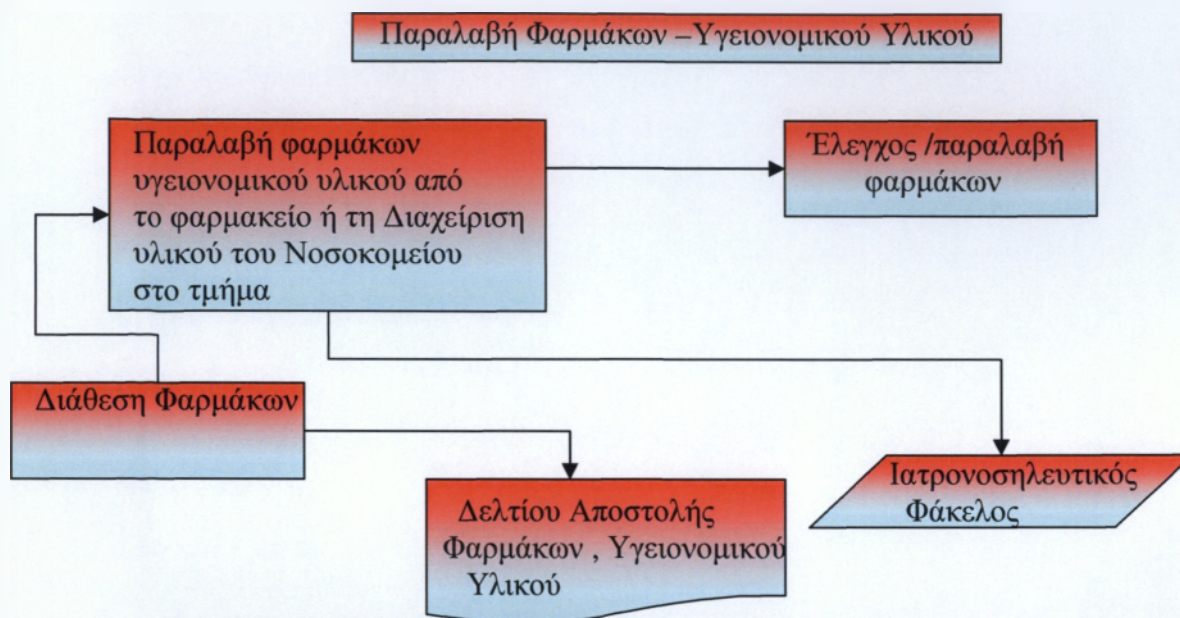 Παραλαβή Φαρμάκων –Υγειονομικού Υλικού
Παραλαβή φαρμάκων
υγειονομικού υλικού από
το φαρμακείο ή τη Διαχείριση
υλικού του Νοσοκομείου
στο τμήμα
Έλεγχος /παραλαβή
φαρμάκων
Διάθεση Φαρμάκων
Δελτίου Αποστολής
Φαρμάκων , Υγειονομικού
Υλικού
Ιατρονοσηλευτικός
Φάκελος